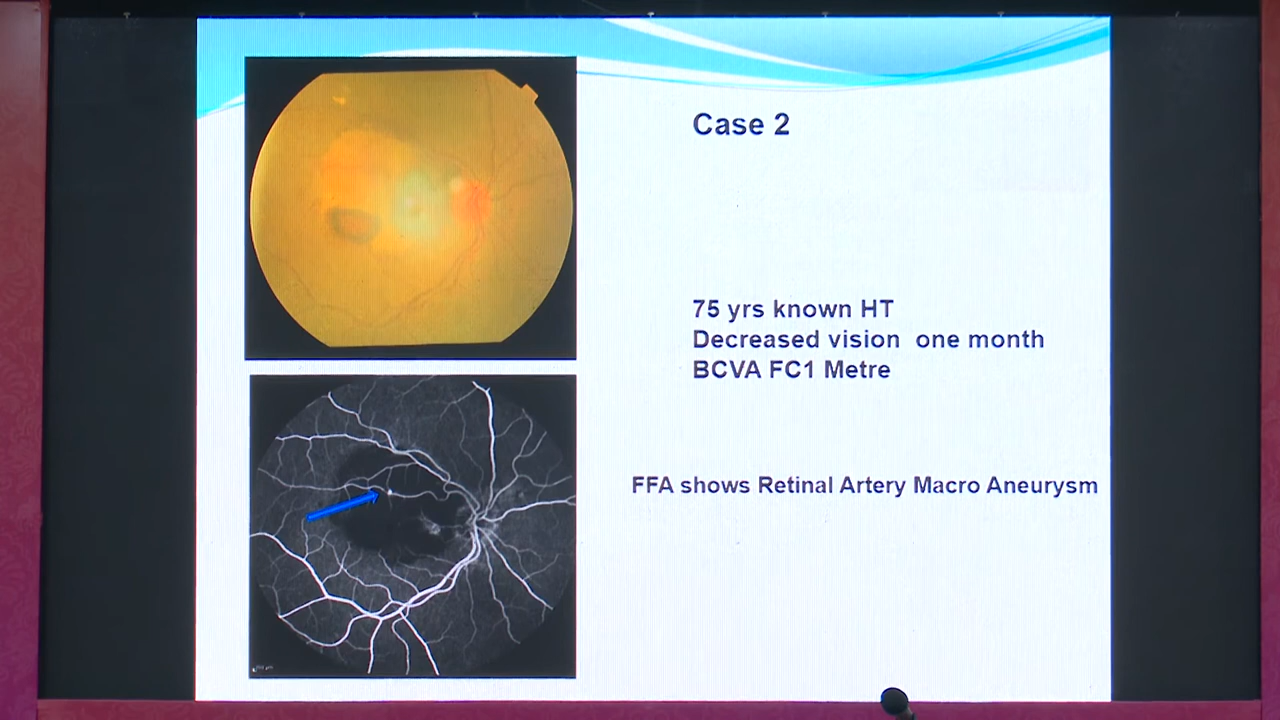 Case 2
75 yrs known HT
Decreased vision one month
BCVA FC1 Metre
FFA shows Retinal Artery Macro Aneurysm